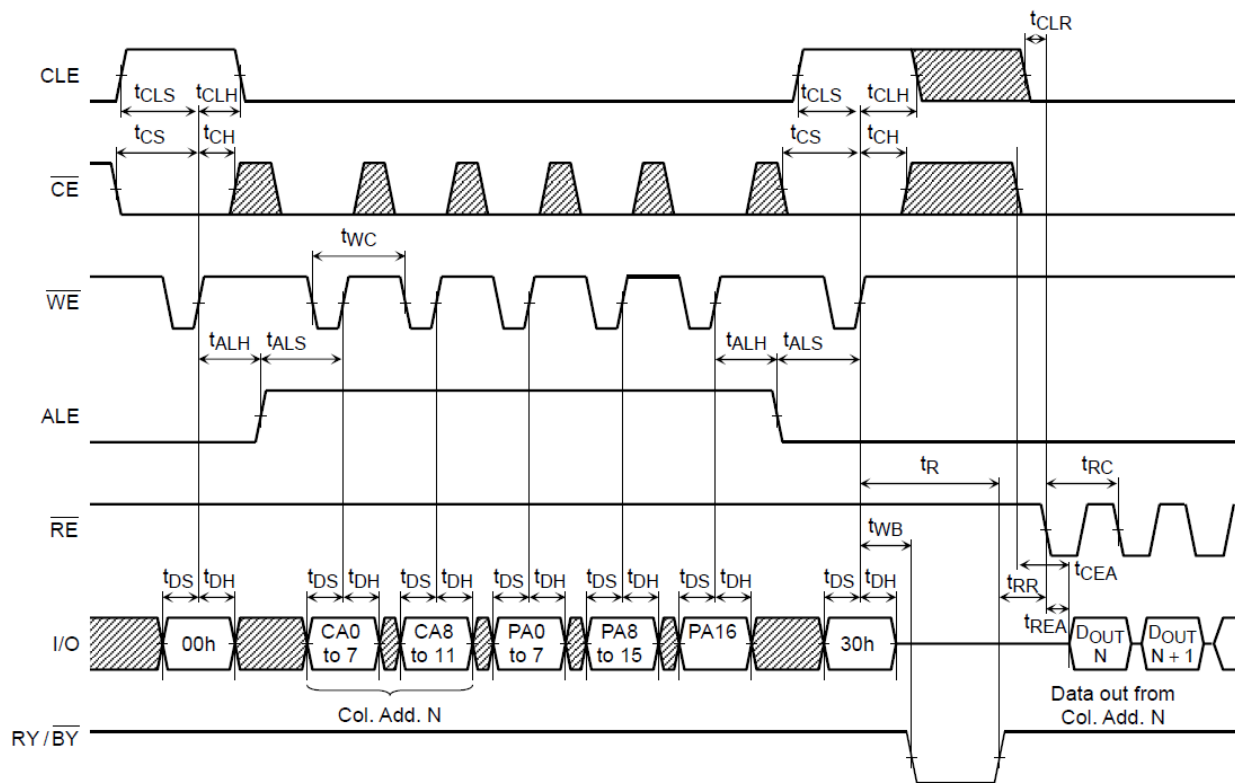 tCLR
CLE
tCLS tCLH tCLS tCLH
tCS tCH tCS tCH
CE
tWC
WE
tALH tALS tALH tALS
ALE
tR tRC
RE
tWB
tDS tDH tDS tDH tDS tDH tDS tDH tDS tDH tDS tDH tDS tDH tRR tCEA
tREA
I/O 00h CA0 to 7 CA8 to 11 PA0 to 7 PA8 to 15 PA16 30h DOUT N DOUT N + 1
Col. Add. N
Data out from
Col. Add. N
RY / BY